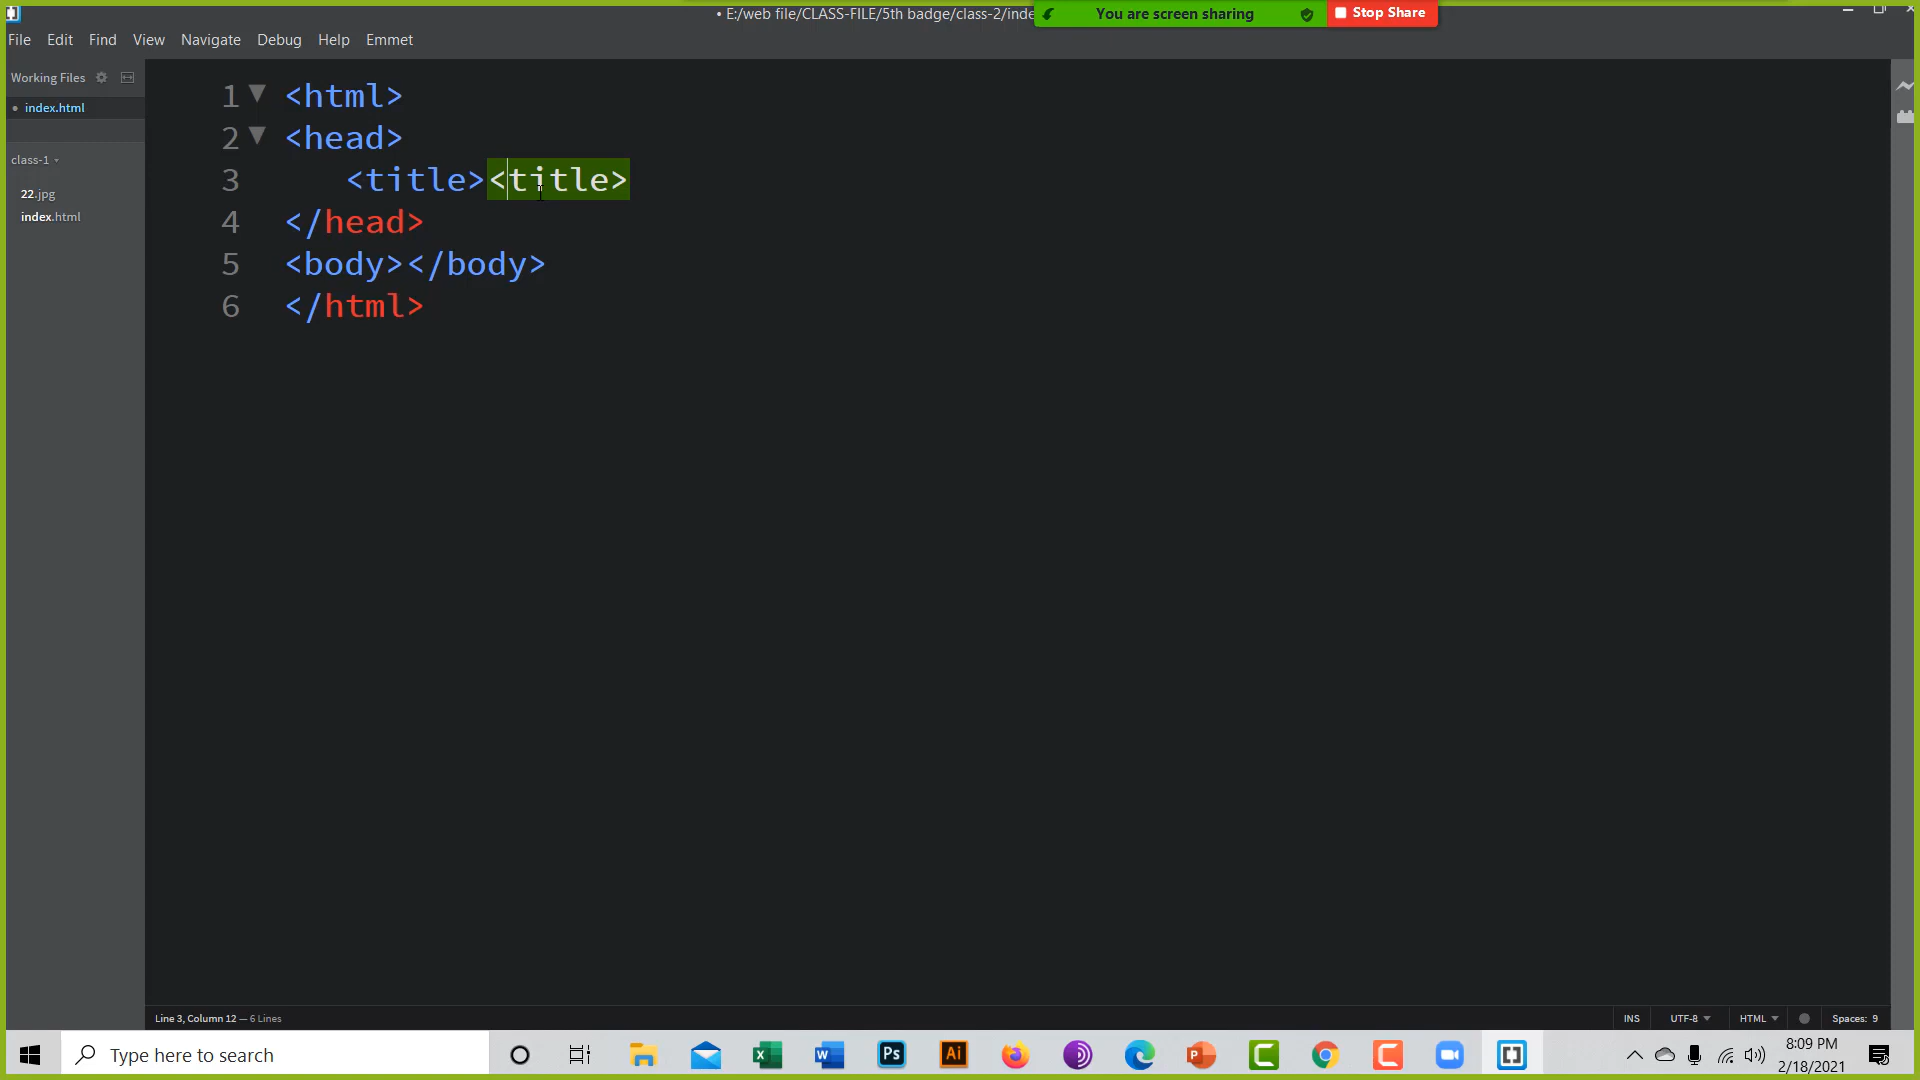 • E:/web file/CLASS-FILE/5th badge/class-2/inde
You are screen sharing
Stop Share
File Edit Find View Navigate Debug Help Emmet
Working Files
• index.html
class-1
22.jpg
index.html
1 <html>
2 <head>
3 <title><title>
4 </head>
5 <body></body>
6 </html>
Line 3, Column 12 — 6 Lines
INS UTF-8 HTML Spaces: 9
Type here to search
Ps
Ai
8:09 PM
2/18/2021